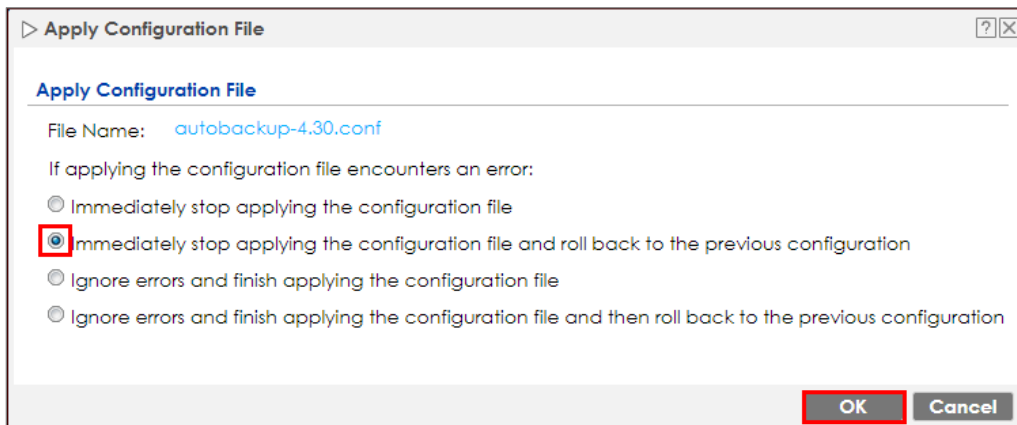 Apply Configuration File
Apply Configuration File
File Name: autobackup-4.30.conf
If applying the configuration file encounters an error:
Immediately stop applying the configuration file
Immediately stop applying the configuration file and roll back to the previous configuration
Ignore errors and finish applying the configuration file
Ignore errors and finish applying the configuration file and then roll back to the previous configuration
OK Cancel